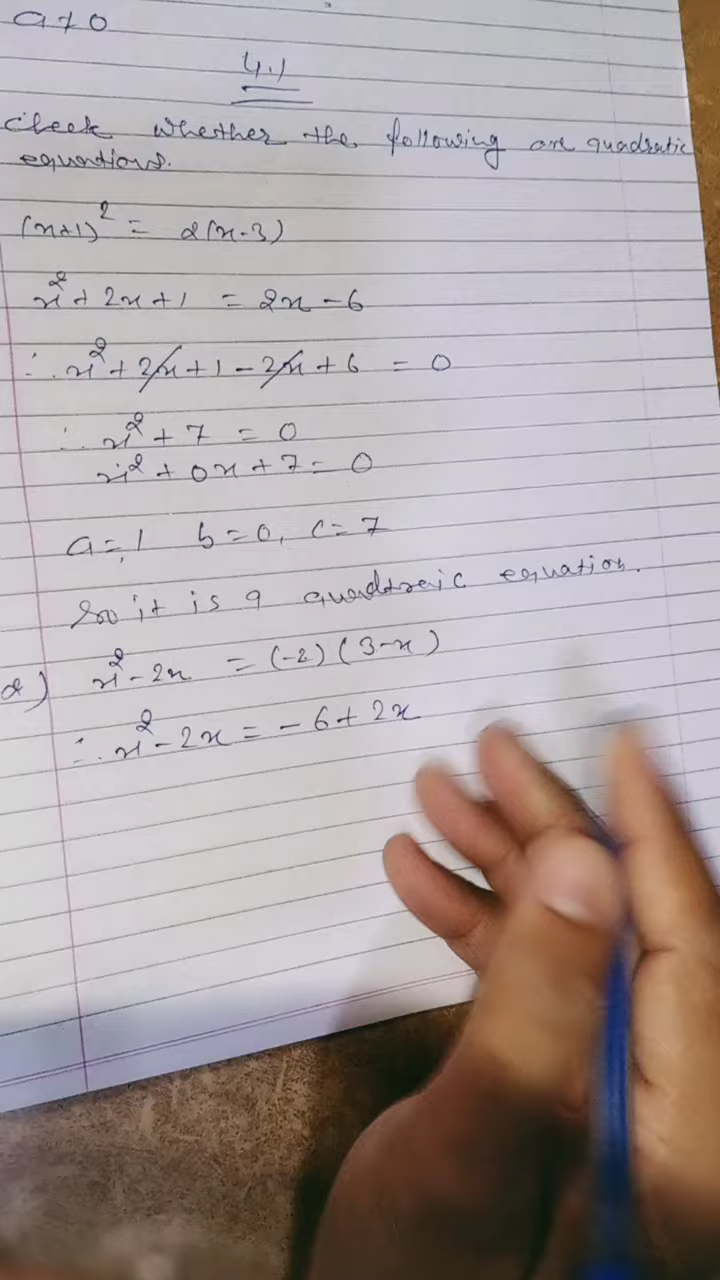 a ≠ 0
4.1
Check whether the following are quadratic
equations.
(x+1)² = 2(x-3)
x² + 2x + 1 = 2x - 6
∴ x² + 2x + 1 - 2x + 6 = 0
∴ x² + 7 = 0
x² + 0x + 7 = 0
a = 1 b = 0, c = 7
So it is a quadtraic equation.
2) x² - 2x = (-2) (3-x)
∴ x² - 2x = - 6 + 2x